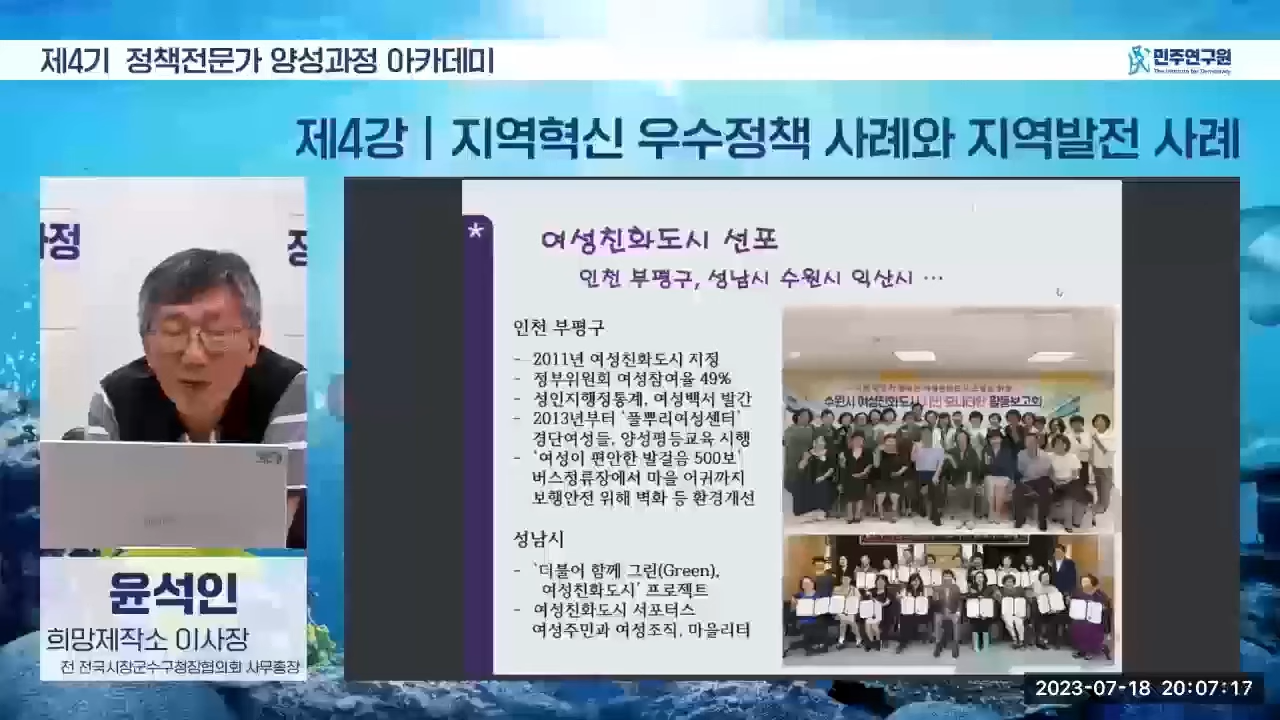 제4기 정책전문가 양성과정 아카데미
민주연구원
The Institute for Democracy
제4강 | 지역혁신 우수정책 사례와 지역발전 사례
정
*
여성친화도시 선포
인천 부평구, 성남시 수원시 익산시 …
인천 부평구
- 2011년 여성친화도시 지정
- 정부위원회 여성참여율 49%
- 성인지행정통계, 여성백서 발간
- 2013년부터 '풀뿌리여성센터'
경단여성들, 양성평등교육 시행
- '여성이 편안한 발걸음 500보'
버스정류장에서 마을 어귀까지
보행안전 위해 벽화 등 환경개선
성남시
- '더불어 함께 그린(Green),
여성친화도시' 프로젝트
- 여성친화도시 서포터스
여성주민과 여성조직, 마을리터
수원시 여성친화도시 시민 모니터단 활동보고회
윤석인
희망제작소 이사장
전 전국시장군수구청장협의회 사무총장
2023-07-18 20:07:17